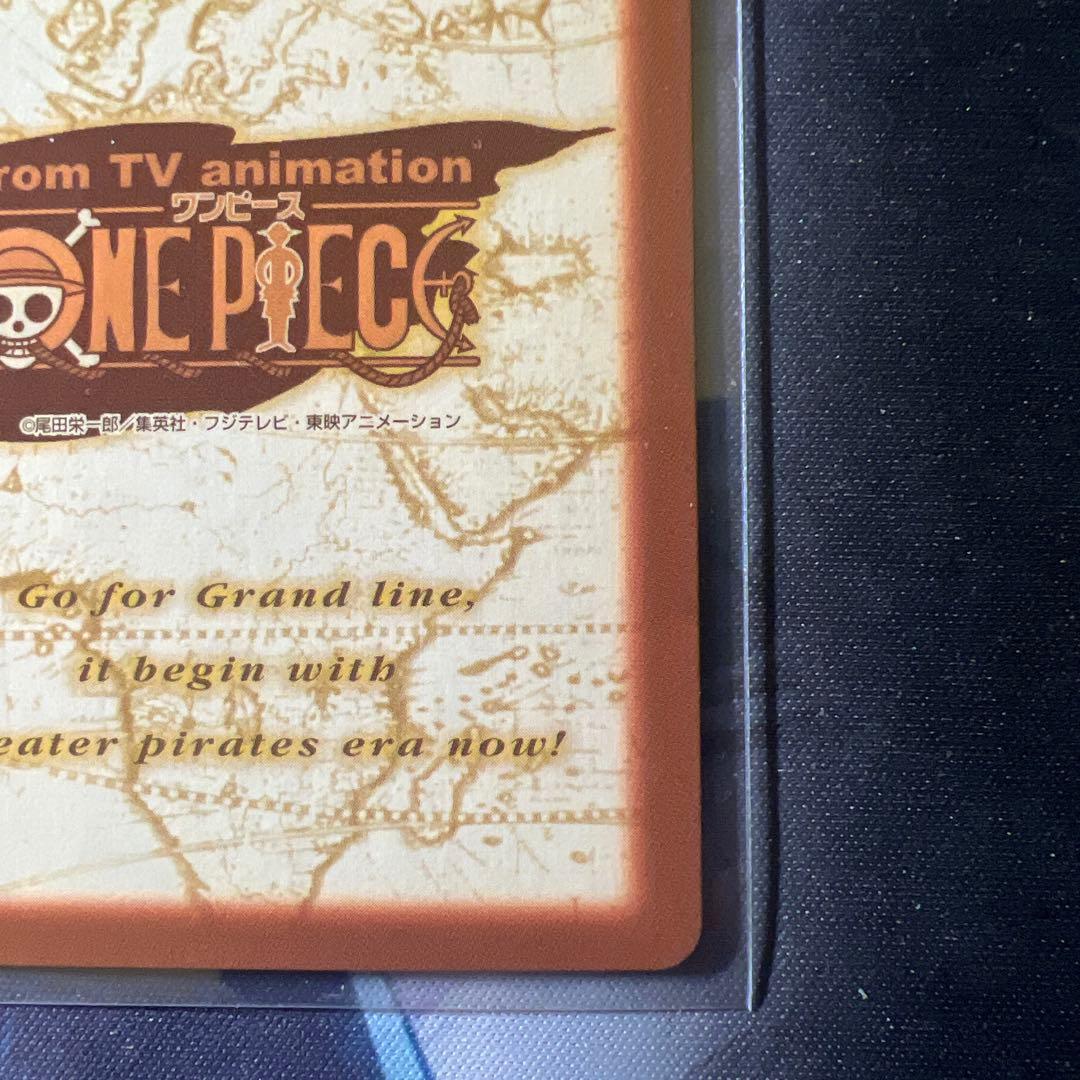 rom TV animation
ワンピース
ONE PIECE
©尾田栄一郎／集英社・フジテレビ・東映アニメーション
Go for Grand line,
it begin with
eater pirates era now!